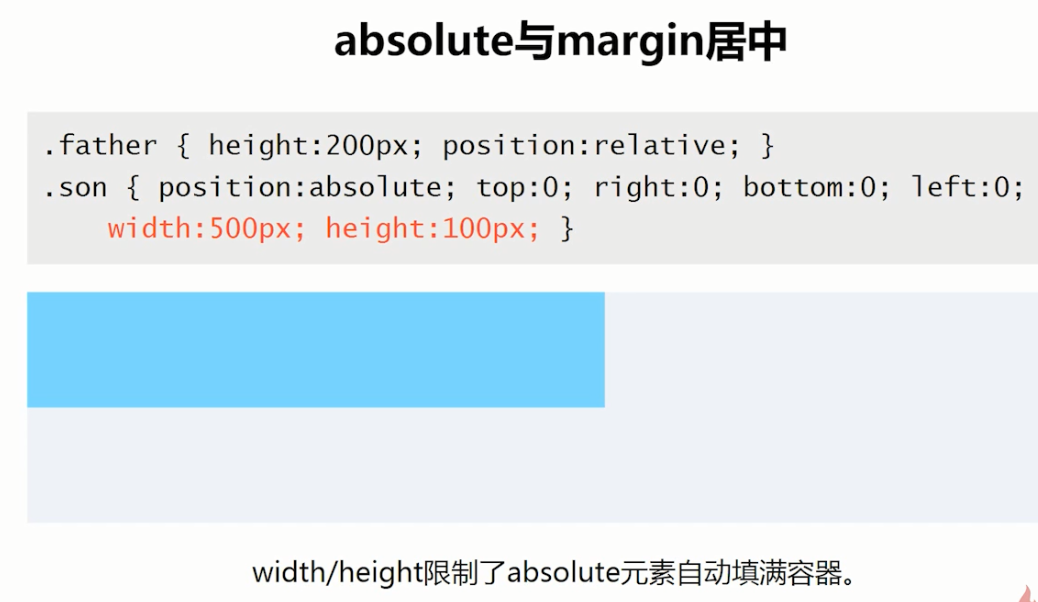 absolute与margin居中
.father { height:200px; position:relative; }
.son { position:absolute; top:0; right:0; bottom:0; left:0;
width:500px; height:100px; }
width/height限制了absolute元素自动填满容器。